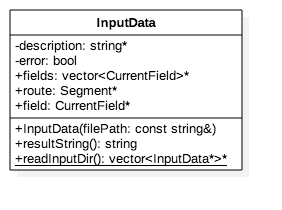 InputData
-description: string*
-error: bool
+fields: vector<CurrentField>*
+route: Segment*
+field: CurrentField*
+InputData(filePath: const string&)
+resultString(): string
+readInputDir(): vector<InputData*>*